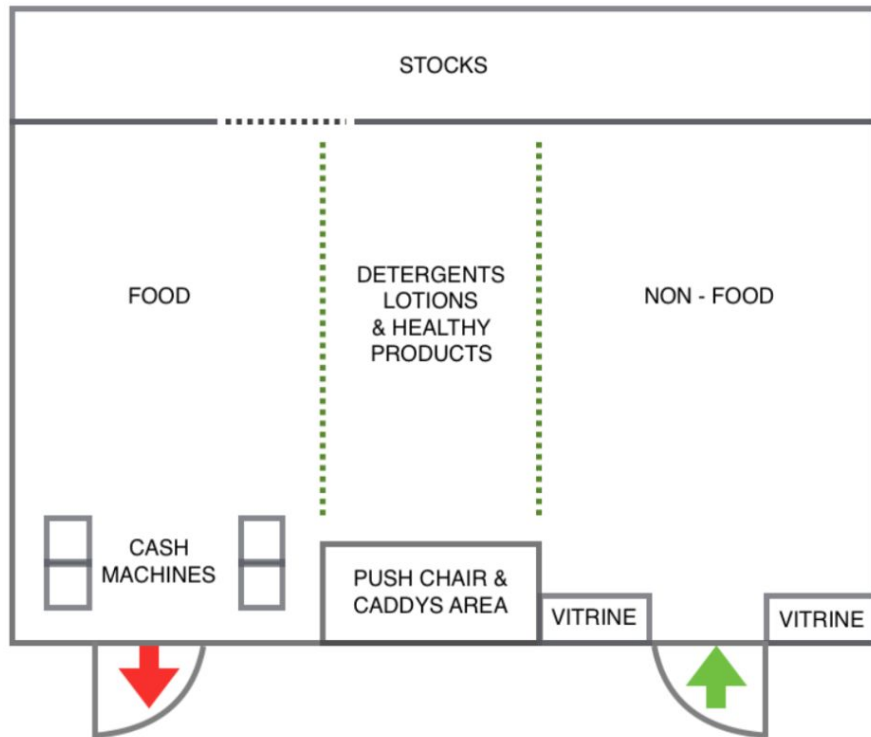 STOCKS
FOOD
DETERGENTS
LOTIONS
& HEALTHY
PRODUCTS
NON - FOOD
CASH
MACHINES
PUSH CHAIR &
CADDYS AREA
VITRINE
VITRINE